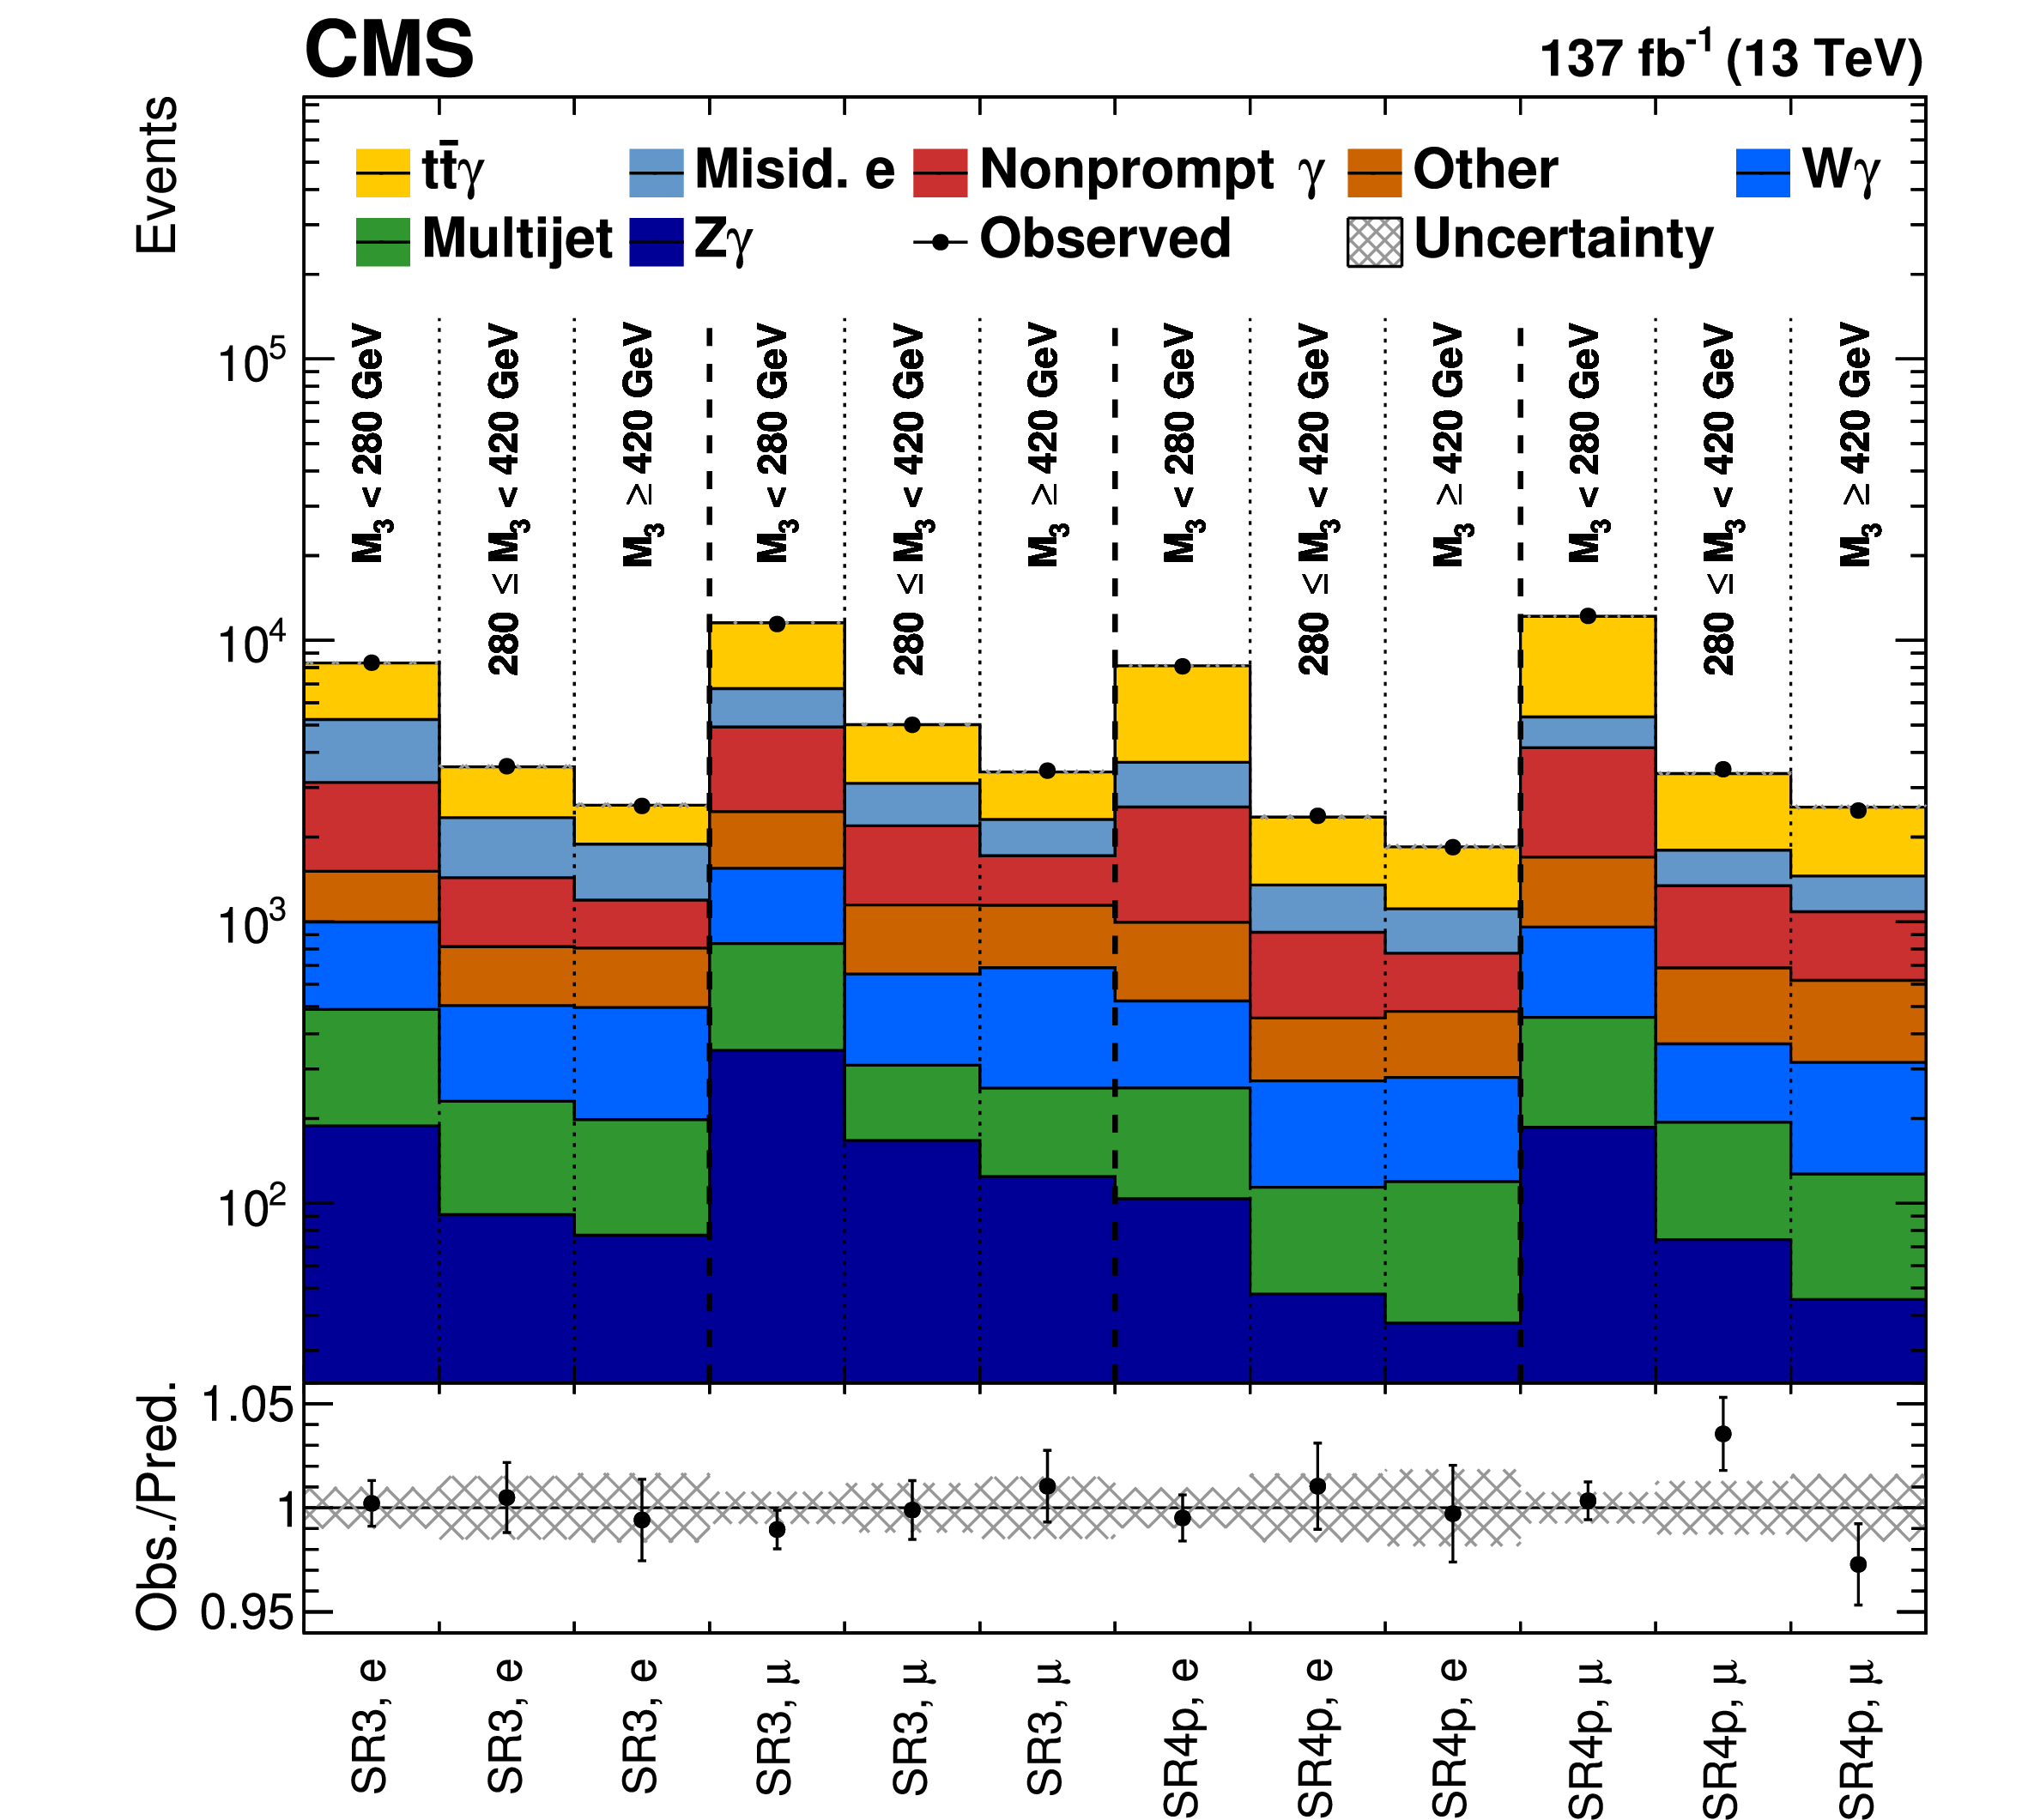 CMS
137 fb⁻¹ (13 TeV)
Events
tt̄γ Misid. e Nonprompt γ Other Wγ
Multijet Zγ Observed Uncertainty
M₃ < 280 GeV
280 ≤ M₃ < 420 GeV
M₃ ≥ 420 GeV
M₃ < 280 GeV
280 ≤ M₃ < 420 GeV
M₃ ≥ 420 GeV
M₃ < 280 GeV
280 ≤ M₃ < 420 GeV
M₃ ≥ 420 GeV
M₃ < 280 GeV
280 ≤ M₃ < 420 GeV
M₃ ≥ 420 GeV
10⁵
10⁴
10³
10²
Obs./Pred.
1.05
1
0.95
SR3, e
SR3, e
SR3, e
SR3, μ
SR3, μ
SR3, μ
SR4p, e
SR4p, e
SR4p, e
SR4p, μ
SR4p, μ
SR4p, μ